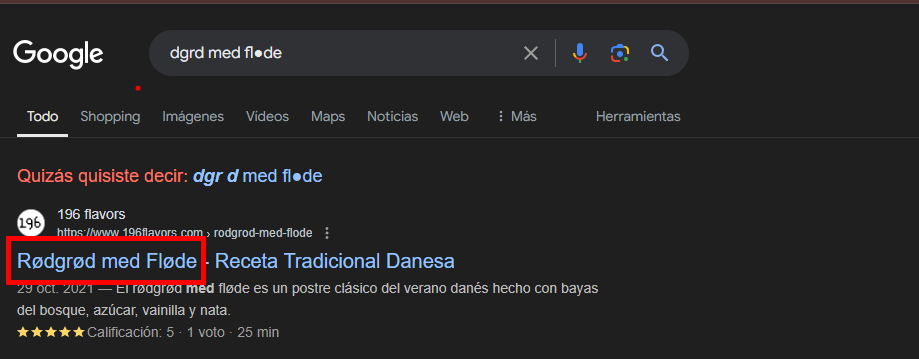 Google
dgrd med fl●de
Todo Shopping Imágenes Vídeos Maps Noticias Web Más Herramientas
Quizás quisiste decir: dgr d med fl●de
196
196 flavors
https://www.196flavors.com › rodgrod-med-flode
Rødgrød med Fløde - Receta Tradicional Danesa
29 oct. 2021 — El rødgrød med fløde es un postre clásico del verano danés hecho con bayas
del bosque, azúcar, vainilla y nata.
Calificación: 5 · 1 voto · 25 min